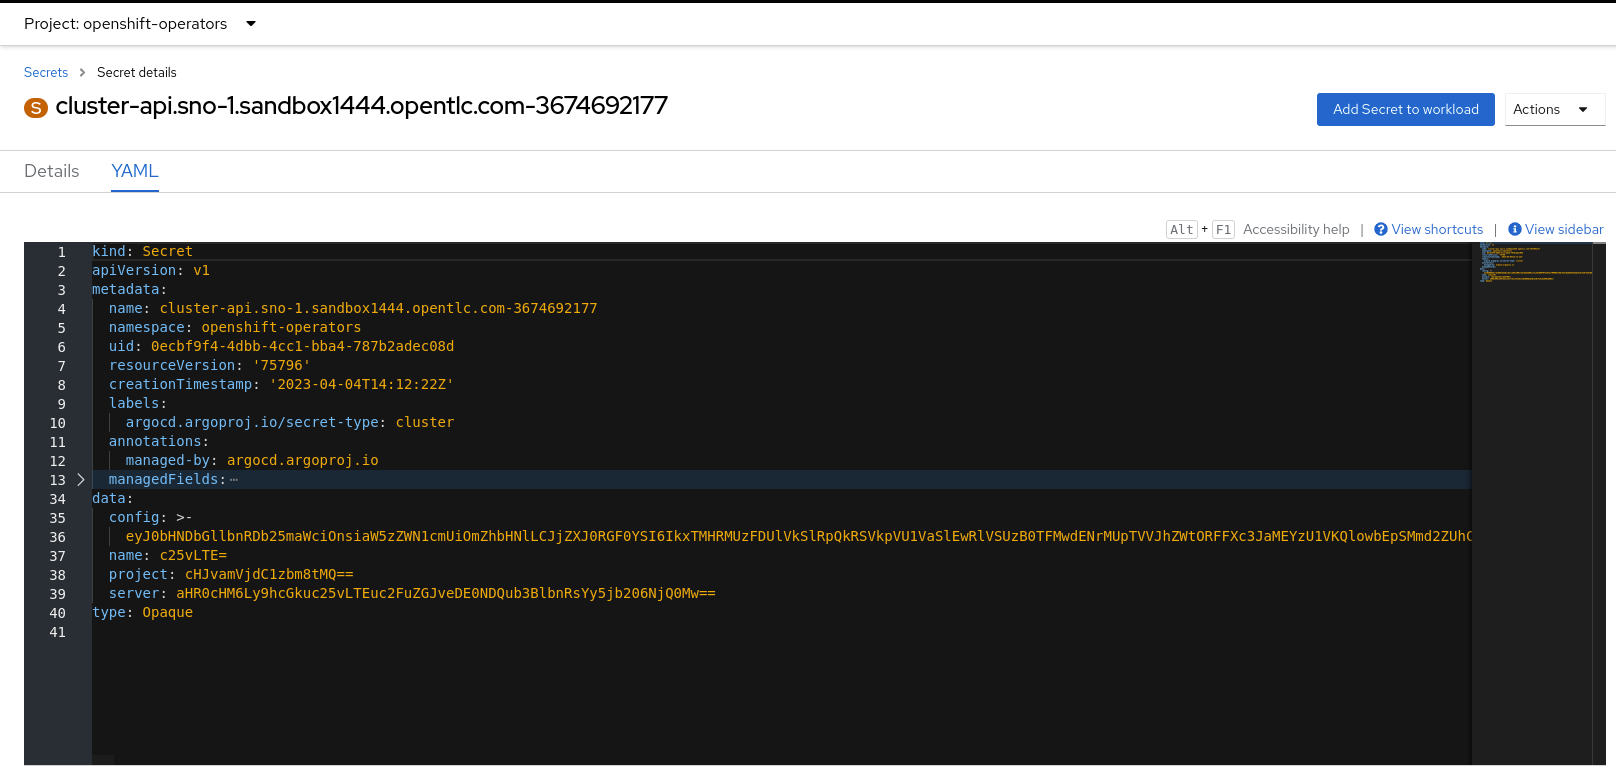 Project: openshift-operators
Secrets > Secret details
S cluster-api.sno-1.sandbox1444.opentlc.com-3674692177
Add Secret to workload
Actions
Details
YAML
Alt + F1 Accessibility help | View shortcuts | View sidebar
1 kind: Secret
2 apiVersion: v1
3 metadata:
4 name: cluster-api.sno-1.sandbox1444.opentlc.com-3674692177
5 namespace: openshift-operators
6 uid: 0ecbf9f4-4dbb-4cc1-bba4-787b2adec08d
7 resourceVersion: '75796'
8 creationTimestamp: '2023-04-04T14:12:22Z'
9 labels:
10 argocd.argoproj.io/secret-type: cluster
11 annotations:
12 managed-by: argocd.argoproj.io
13 managedFields: ⋯
34 data:
35 config: >-
36 eyJ0bHNDbGllbnRDb25maWciOnsiaW5zZWN1cmUiOmZhbHNlLCJjZXJ0RGF0YSI6IkxTMHRMUzFDUlVkSlRpQkRSVkpVU1VaSlEwRlVSUzB0TFMwdENrMUpTVVJhZWtORFFXc3JaMEYzU1VKQlowbEpSMmd2ZUhC
37 name: c25vLTE=
38 project: cHJvamVjdC1zbm8tMQ==
39 server: aHR0cHM6Ly9hcGkuc25vLTEuc2FuZGJveDE0NDQub3BlbnRsYy5jb206NjQ0Mw==
40 type: Opaque
41